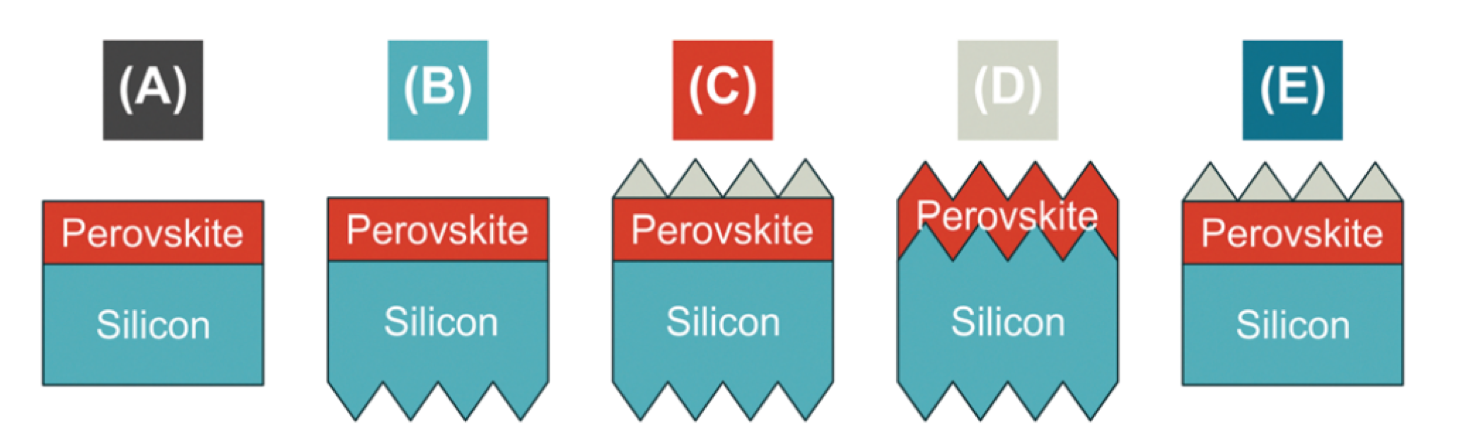 (A) (B) (C) (D) (E)
Perovskite Perovskite Perovskite Perovskite Perovskite
Silicon Silicon Silicon Silicon Silicon